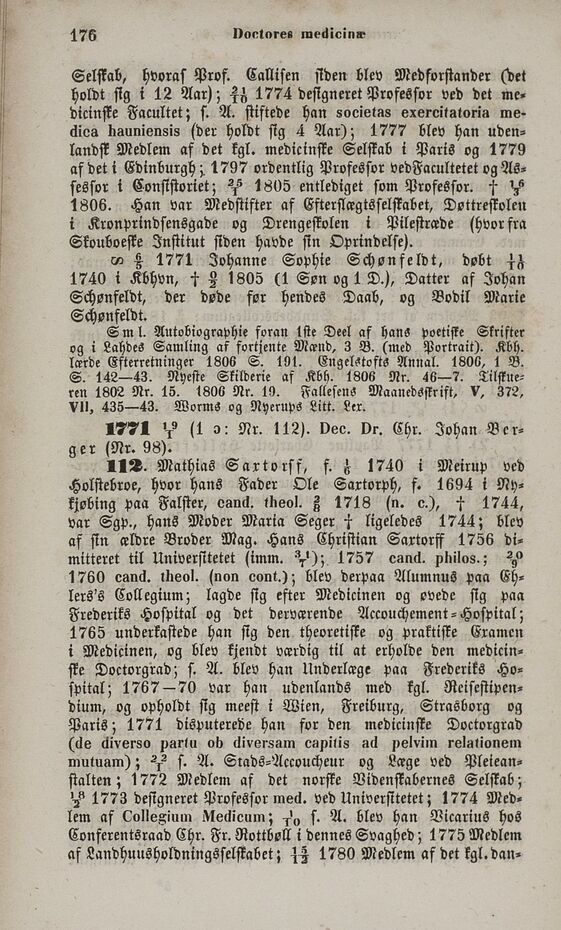 176 Doctores medicinæ
Selskab, hvoraf Prof. Callisen siden blev Medforstander (det
holdt sig i 12 Aar); 21/10 1774 designeret Professor ved det me-
dicinske Facultet; s. A. stiftede han societas exercitatoria me-
dica hauniensis (der holdt sig 4 Aar); 1777 blev han uden-
landsk Medlem af det kgl. medicinske Selskab i Paris og 1779
af det i Edinburgh; 1797 ordentlig Professor ved Facultetet og As-
sessor i Consistoriet; 25/1 1805 entlediget som Professor. †
1806. Han var Medstifter af Efterslægtsselskabet, Døttreskolen
i Kronprindsensgade og Drengeskolen i Pilestræde (hvorfra
Skouboeske Institut siden havde sin Oprindelse).
∞ 6/5 1771 Johanne Sophie Schønfeldt, døbt 11/10
1740 i Kbhvn, † 9/2 1805 (1 Søn og 1 D.), Datter af Johan
Schønfeldt, der døde før hendes Daab, og Bodil Marie
Schønfeldt.
Sml. Autobiographie foran 1ste Deel af hans poetiske Skrifter
og i Lahdes Samling af fortjente Mænd, 3 B. (med Portrait). Kbh.
lærde Efterretninger 1806 S. 191. Engelstofts Annal. 1806, 1 B.
S. 142—43. Nyeste Skilderie af Kbh. 1806 Nr. 46—7. Tilskue-
ren 1802 Nr. 15. 1806 Nr. 19. Fallesens Maanedsskrift, V, 372,
VII, 435—43. Worms og Nyerups Litt. Lex.
1771 19/1 (1 ɔ: Nr. 112). Dec. Dr. Chr. Johan Ber-
ger (Nr. 98).
112. Mathias Sartorff, f. 1/6 1740 i Meirup ved
Holstebroe, hvor hans Fader Ole Sartorph, f. 1694 i Ny-
kjøbing paa Falster, cand. theol. 2/8 1718 (n. c.), † 1744,
var Sgp., hans Moder Maria Seger † ligeledes 1744; blev
af sin ældre Broder Mag. Hans Christian Sartorff 1756 di-
mitteret til Universitetet (imm. 31/7); 1757 cand. philos.; 20/9
1760 cand. theol. (non cont.); blev derpaa Alumnus paa Eh-
lers's Collegium; lagde sig efter Medicinen og øvede sig paa
Frederiks Hospital og det derværende Accouchement-Hospital;
1765 underkastede han sig den theoretiske og praktiske Examen
i Medicinen, og blev kjendt værdig til at erholde den medicin-
ske Doctorgrad; s. A. blev han Underlæge paa Frederiks Ho-
spital; 1767—70 var han udenlands med kgl. Reisestipen-
dium, og opholdt sig meest i Wien, Freiburg, Strasborg og
Paris; 1771 disputerede han for den medicinske Doctorgrad
(de diverso partu ob diversam capitis ad pelvim relationem
mutuam); 22/2 s. A. Stads-Accoucheur og Læge ved Pleiean-
stalten; 1772 Medlem af det norske Videnskabernes Selskab;
18/2 1773 designeret Professor med. ved Universitetet; 1774 Med-
lem af Collegium Medicum; 1/10 s. A. blev han Vicarius hos
Conferentsraad Chr. Fr. Rottbøll i dennes Svaghed; 1775 Medlem
af Landhuusholdningsselskabet; 15/11 1780 Medlem af det kgl. dan-